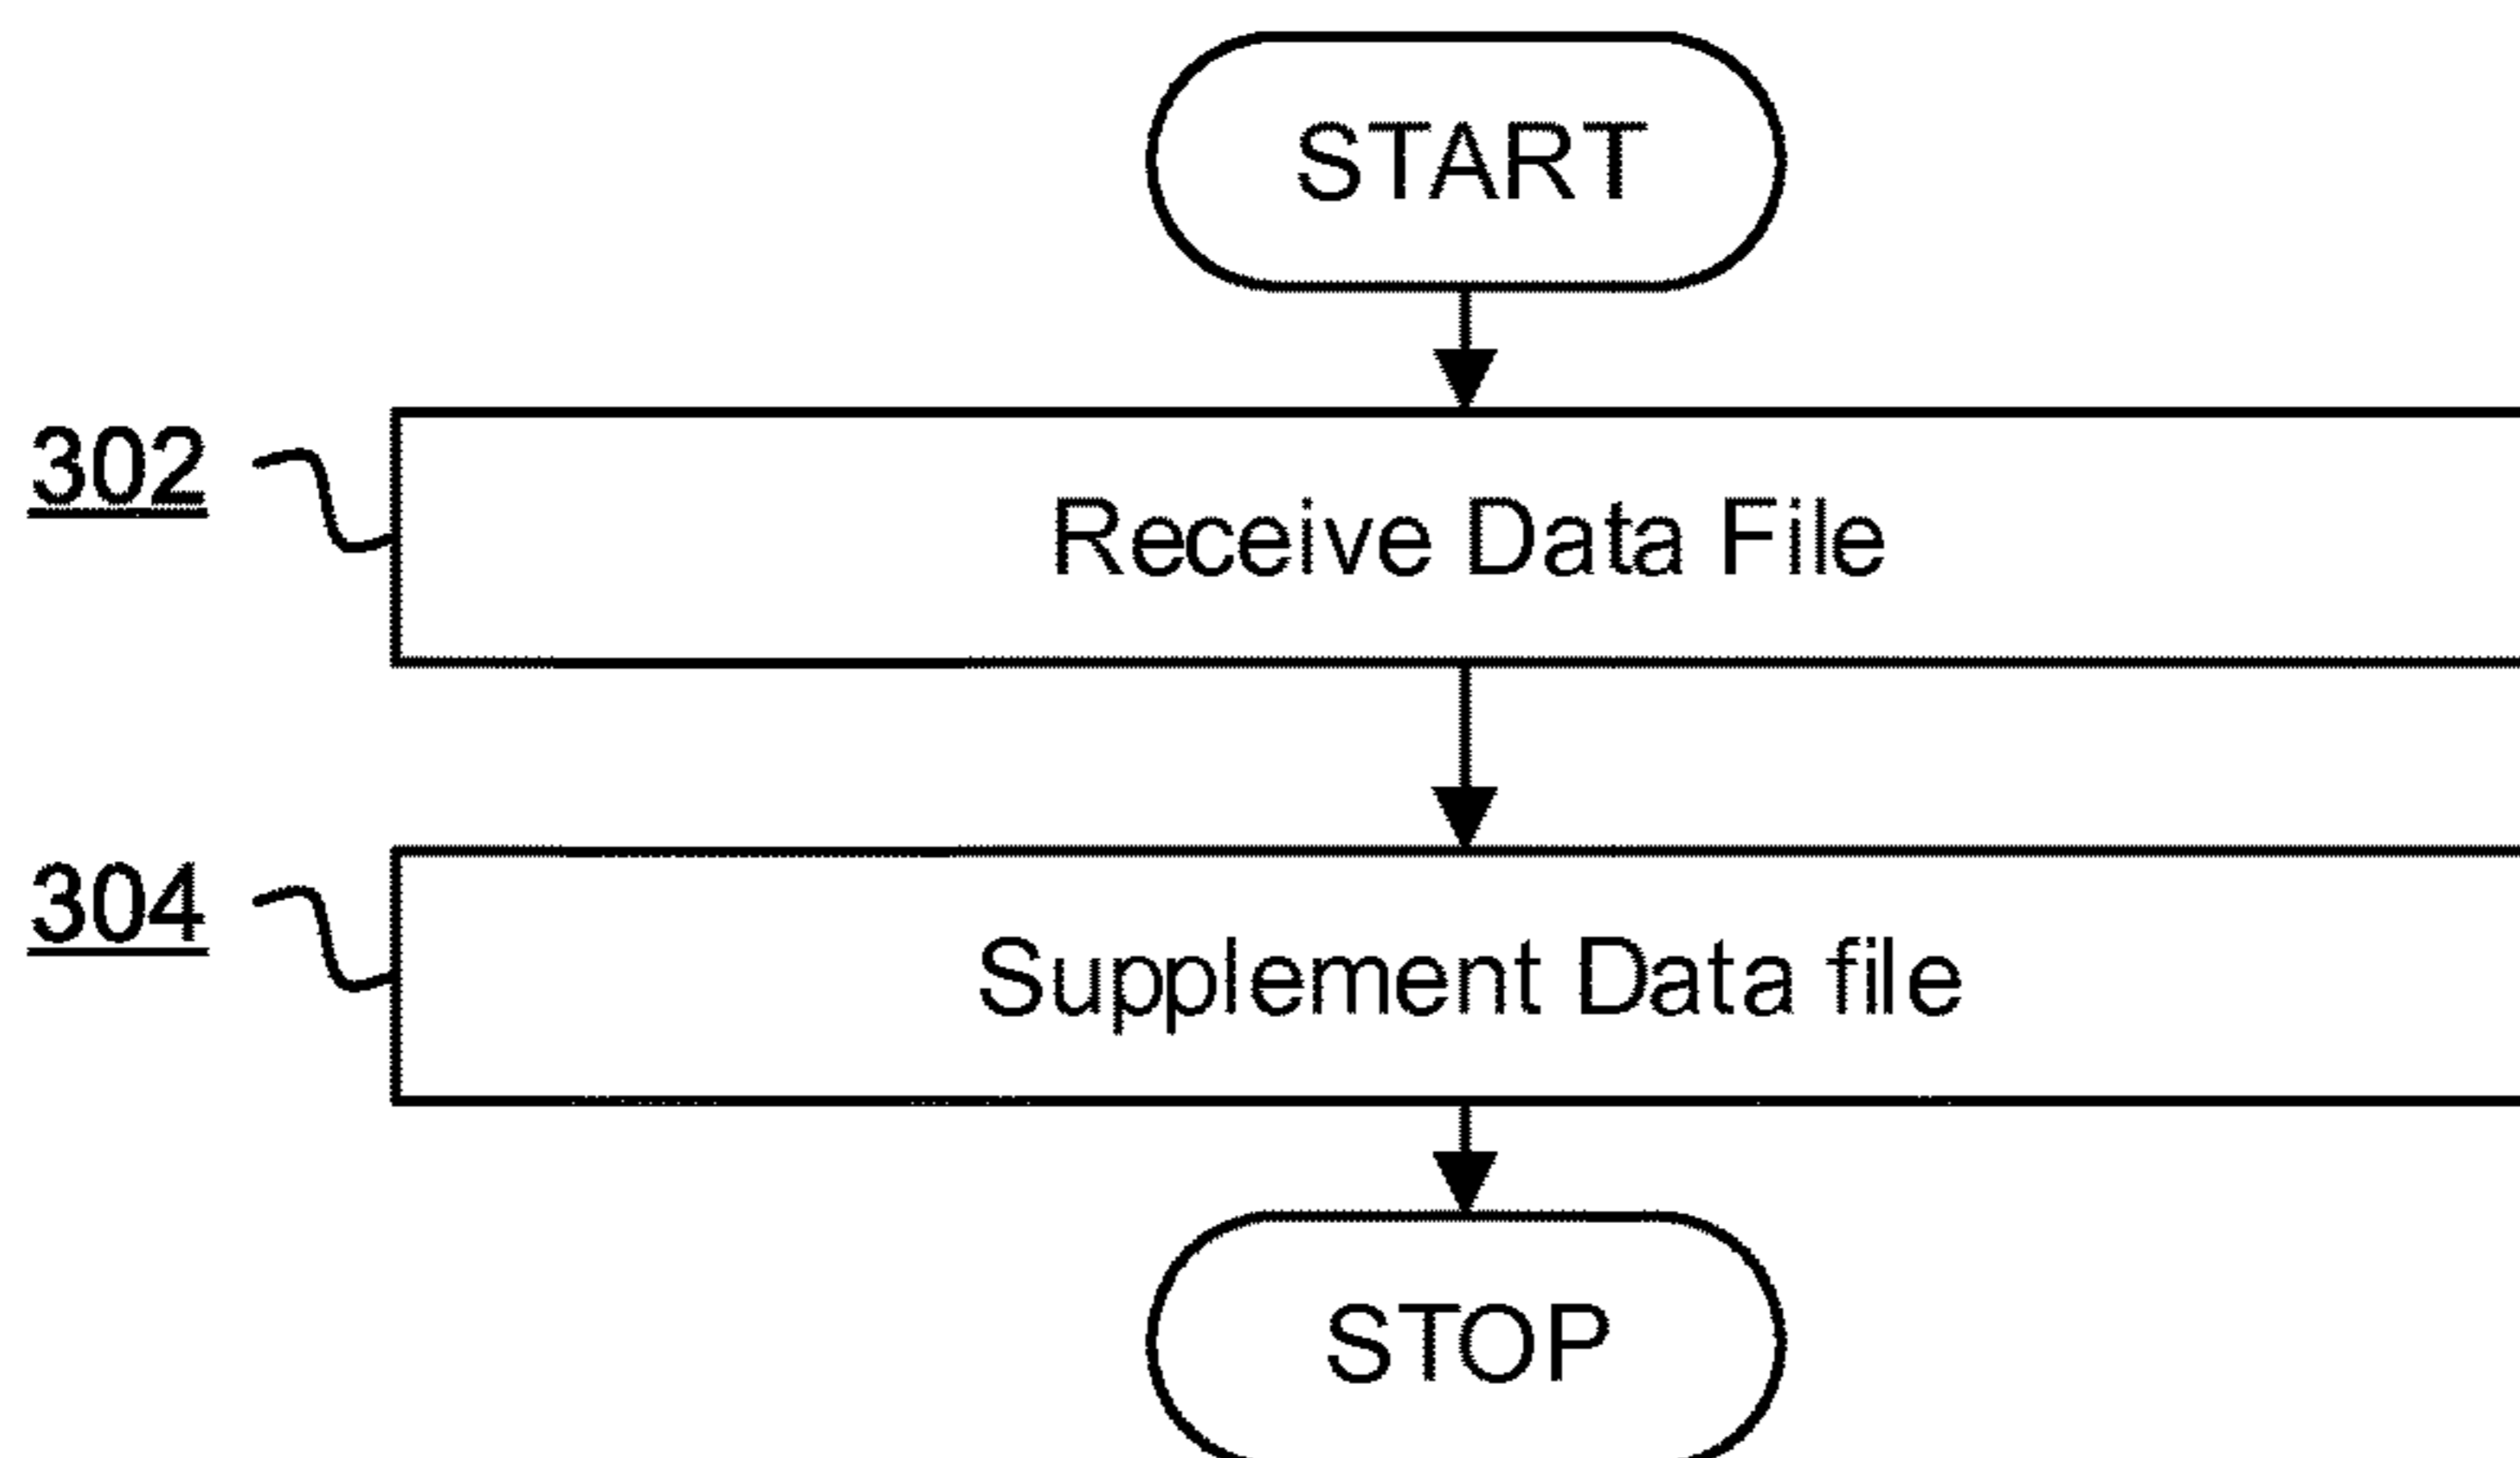 START
302
Receive Data File
304
Supplement Data file
STOP